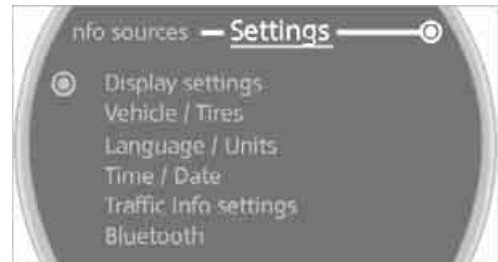 nfo sources Settings
Display settings
Vehicle / Tires
Language / Units
Time / Date
Traffic Info settings
Bluetooth